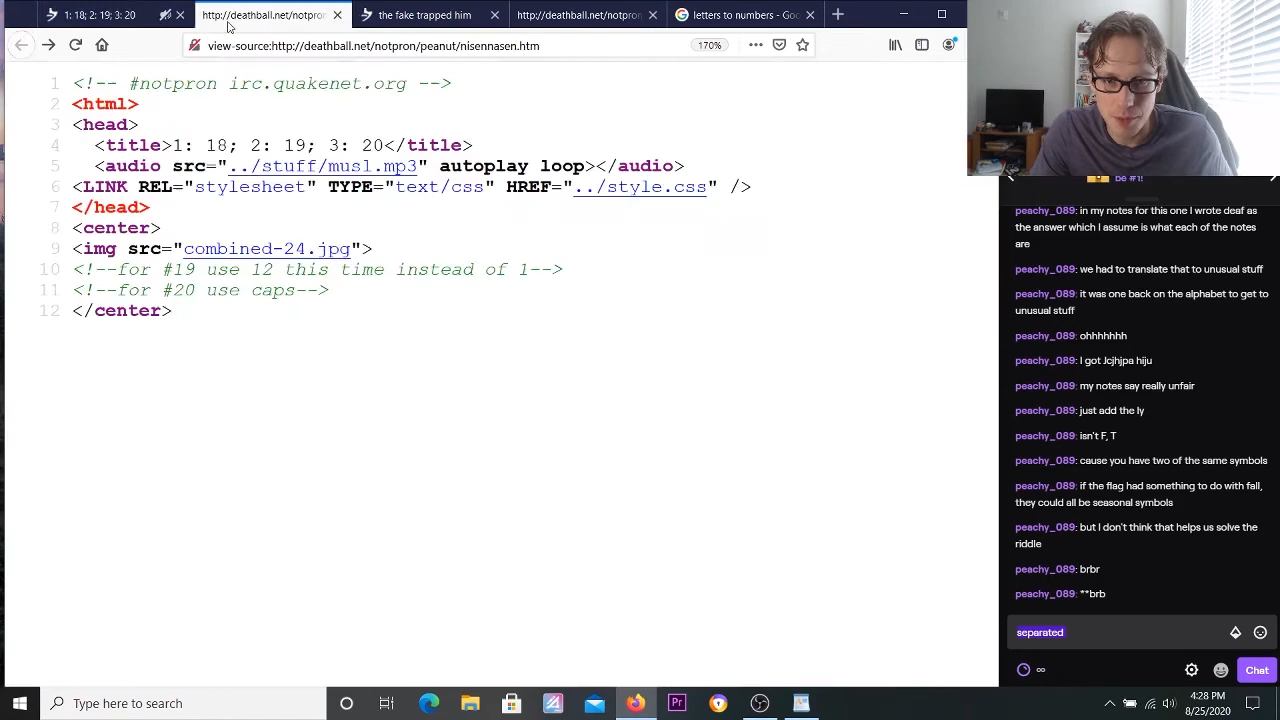 1: 18; 2: 19; 3: 20
http://deathball.net/notpron
the fake trapped him
http://deathball.net/notpron
letters to numbers - Goo
view-source:http://deathball.net/notpron/peanut/nisennasen.htm
170%
1 <!-- #notpron irc.quakenet.org -->
2 <html>
3 <head>
4 <title>1: 18; 2: 19; 3: 20</title>
5 <audio src="../stuff/musl.mp3" autoplay loop></audio>
6 <LINK REL="stylesheet" TYPE="text/css" HREF="../style.css" />
7 </head>
8 <center>
9 <img src="combined-24.jpg">
10 <!--for #19 use 12 this time instead of 1-->
11 <!--for #20 use caps-->
12 </center>
be #1!
peachy_089: in my notes for this one I wrote deaf as
the answer which I assume is what each of the notes
are
peachy_089: we had to translate that to unusual stuff
peachy_089: it was one back on the alphabet to get to
unusual stuff
peachy_089: ohhhhhhh
peachy_089: I got Jcjhjpa hiju
peachy_089: my notes say really unfair
peachy_089: just add the ly
peachy_089: isn't F, T
peachy_089: cause you have two of the same symbols
peachy_089: if the flag had something to do with fall,
they could all be seasonal symbols
peachy_089: but I don't think that helps us solve the
riddle
peachy_089: brbr
peachy_089: **brb
separated
∞
Chat
Type here to search
4:28 PM
8/25/2020